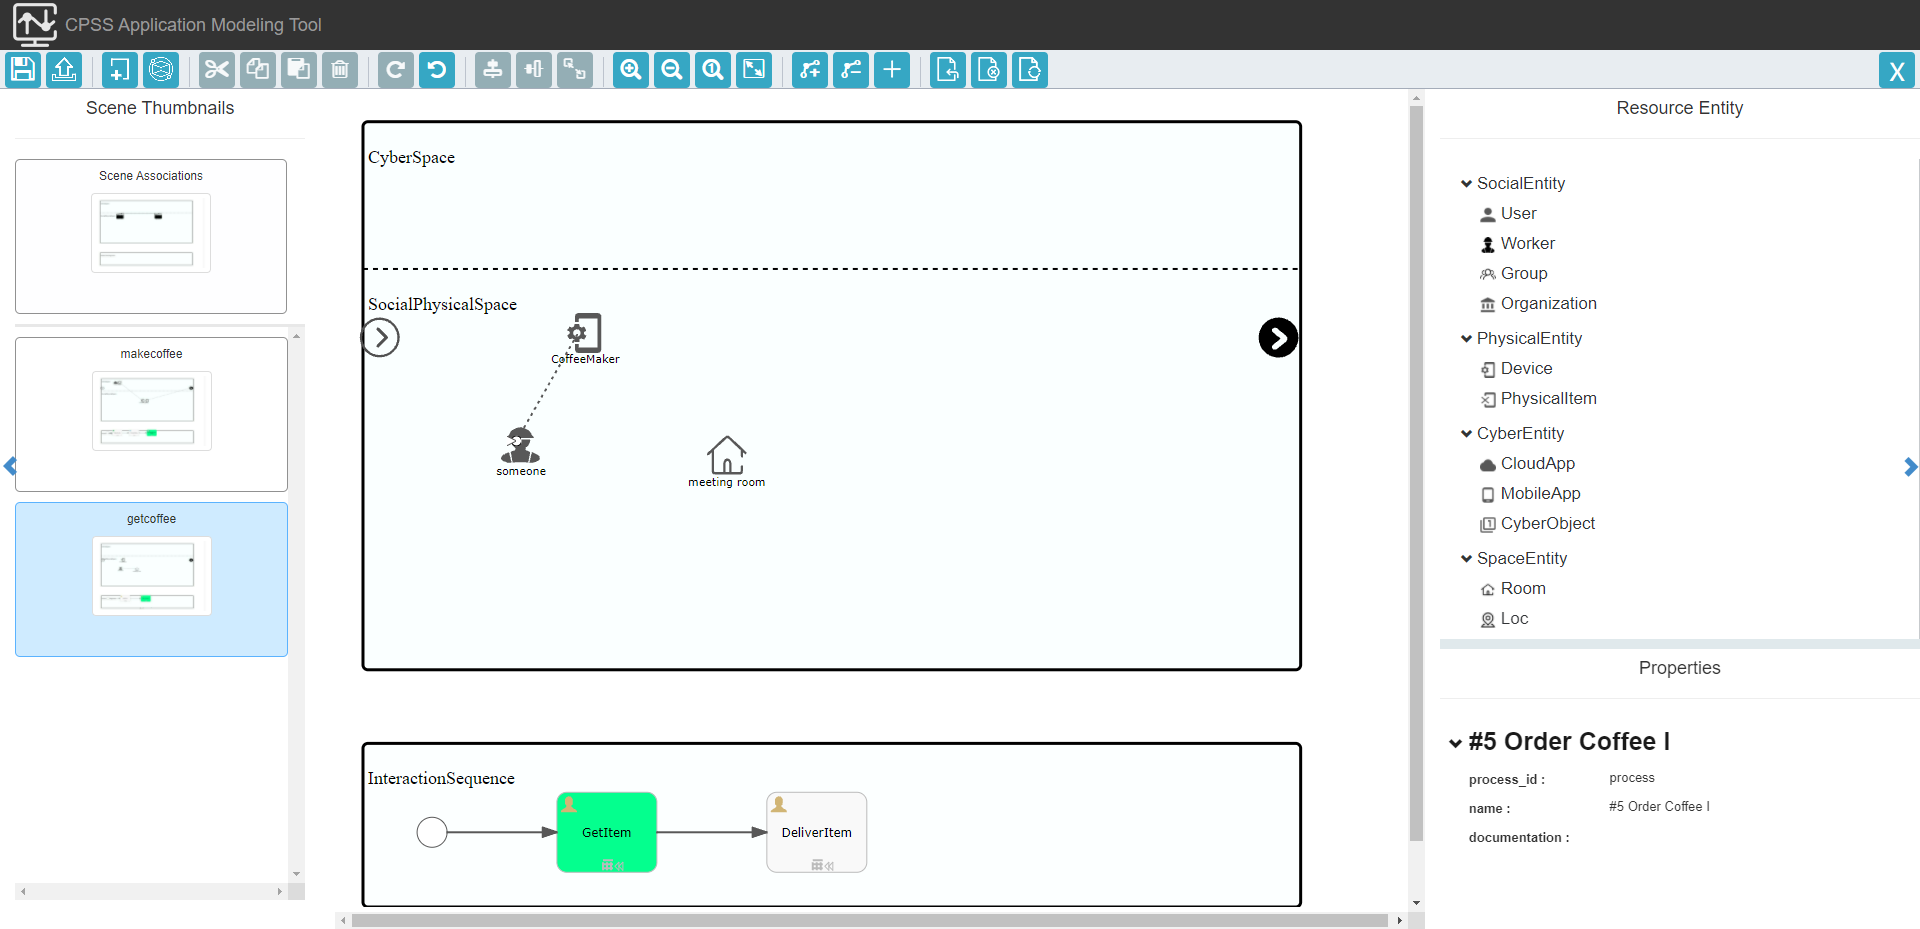 CPSS Application Modeling Tool
X
Scene Thumbnails
Scene Associations
makecoffee
getcoffee
CyberSpace
SocialPhysicalSpace
CoffeeMaker
someone
meeting room
InteractionSequence
GetItem
DeliverItem
Resource Entity
SocialEntity
User
Worker
Group
Organization
PhysicalEntity
Device
PhysicalItem
CyberEntity
CloudApp
MobileApp
CyberObject
SpaceEntity
Room
Loc
Properties
#5 Order Coffee I
process_id : process
name : #5 Order Coffee I
documentation :